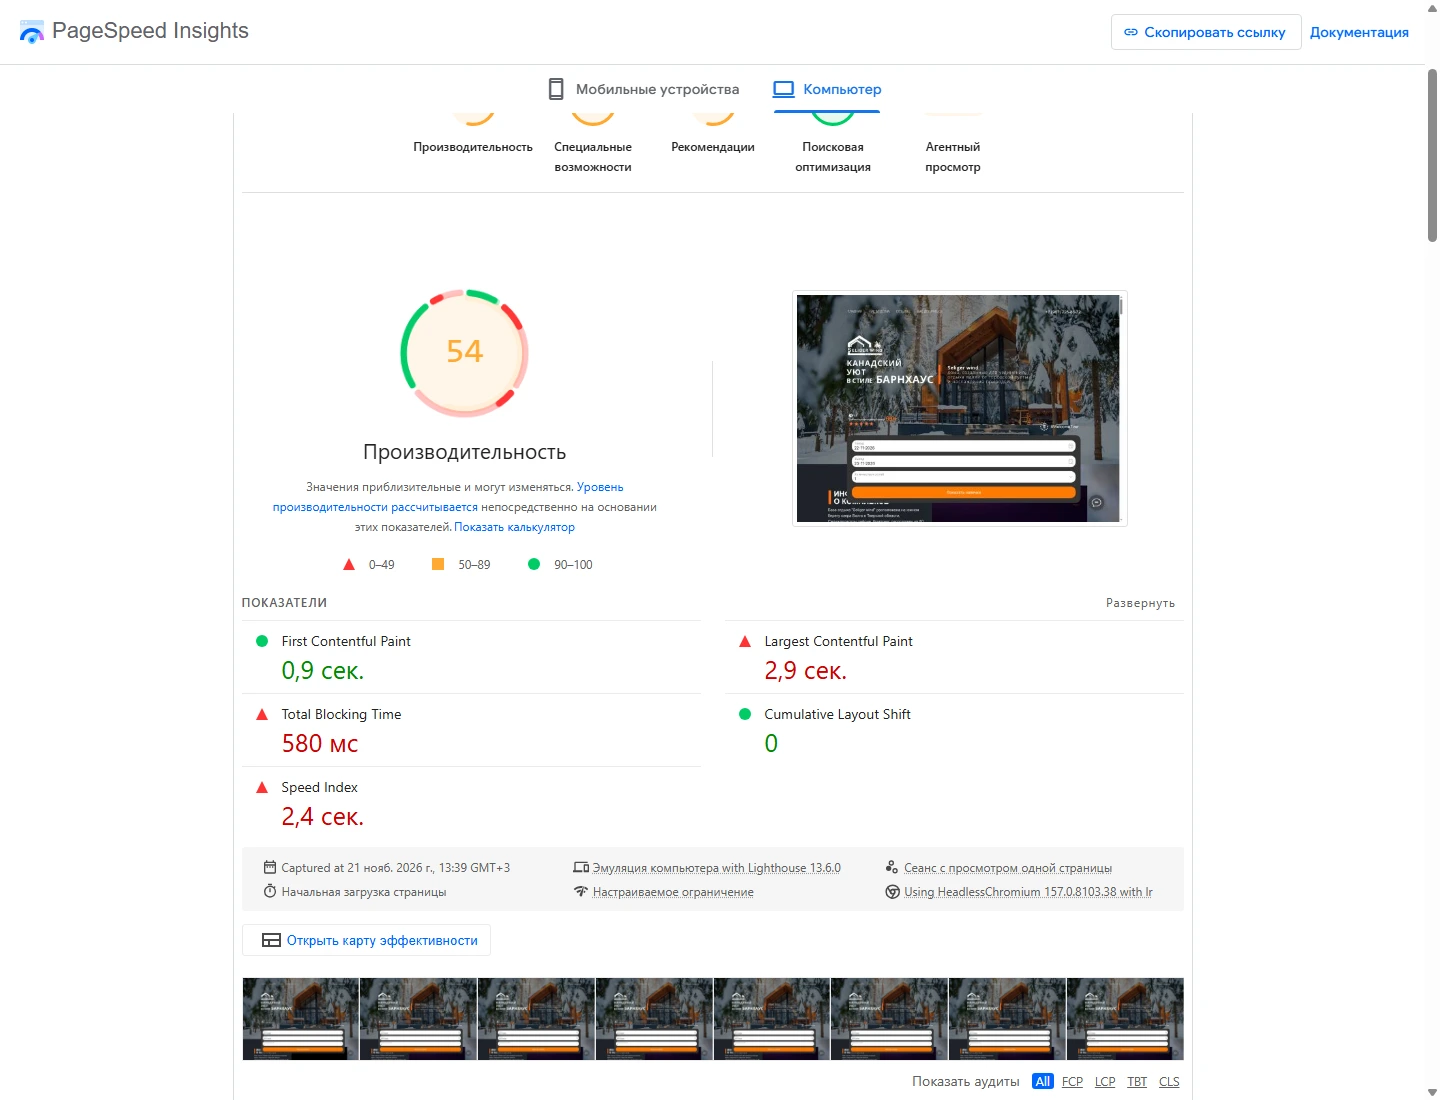 PageSpeed Insights
Скопировать ссылку
Документация
Мобильные устройства
Компьютер
Производительность
Специальные
возможности
Рекомендации
Поисковая
оптимизация
Агентный
просмотр
54
Производительность
Значения приблизительные и могут изменяться. Уровень
производительности рассчитывается непосредственно на основании
этих показателей. Показать калькулятор
0–49
50–89
90–100
SELIGER WIND
КАНАДСКИЙ
УЮТ
В СТИЛЕ БАРНХАУС
Seliger wind
ПОКАЗАТЕЛИ
Развернуть
First Contentful Paint
0,9 сек.
Largest Contentful Paint
2,9 сек.
Total Blocking Time
580 мс
Cumulative Layout Shift
0
Speed Index
2,4 сек.
Captured at 21 нояб. 2026 г., 13:39 GMT+3
Эмуляция компьютера with Lighthouse 13.6.0
Сеанс с просмотром одной страницы
Начальная загрузка страницы
Настраиваемое ограничение
Using HeadlessChromium 157.0.8103.38 with lr
Открыть карту эффективности
Показать аудиты
All
FCP
LCP
TBT
CLS